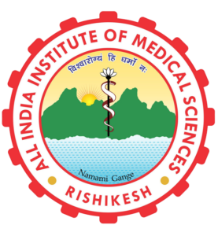 ALL INDIA INSTITUTE OF MEDICAL SCIENCES
विश्वारोग्य हि धर्मो नः
Namami Gange
RISHIKESH